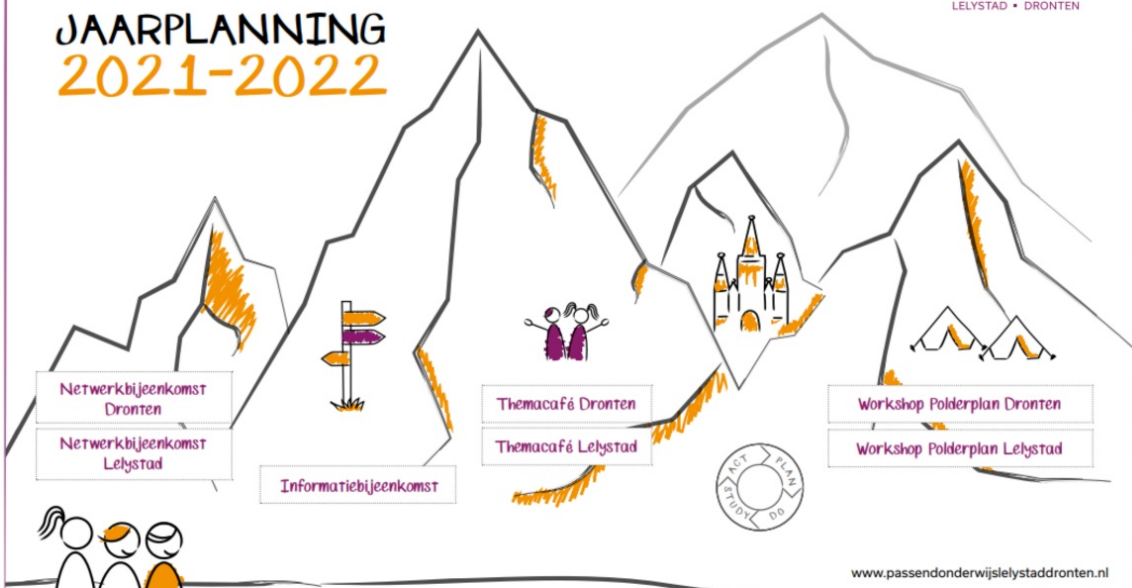 LELYSTAD • DRONTEN
JAARPLANNING
2021-2022
Netwerkbijeenkomst
Dronten
Netwerkbijeenkomst
Lelystad
Informatiebijeenkomst
Themacafé Dronten
Themacafé Lelystad
Workshop Polderplan Dronten
Workshop Polderplan Lelystad
ACT
PLAN
DO
STUDY
www.passendonderwijslelystaddronten.nl